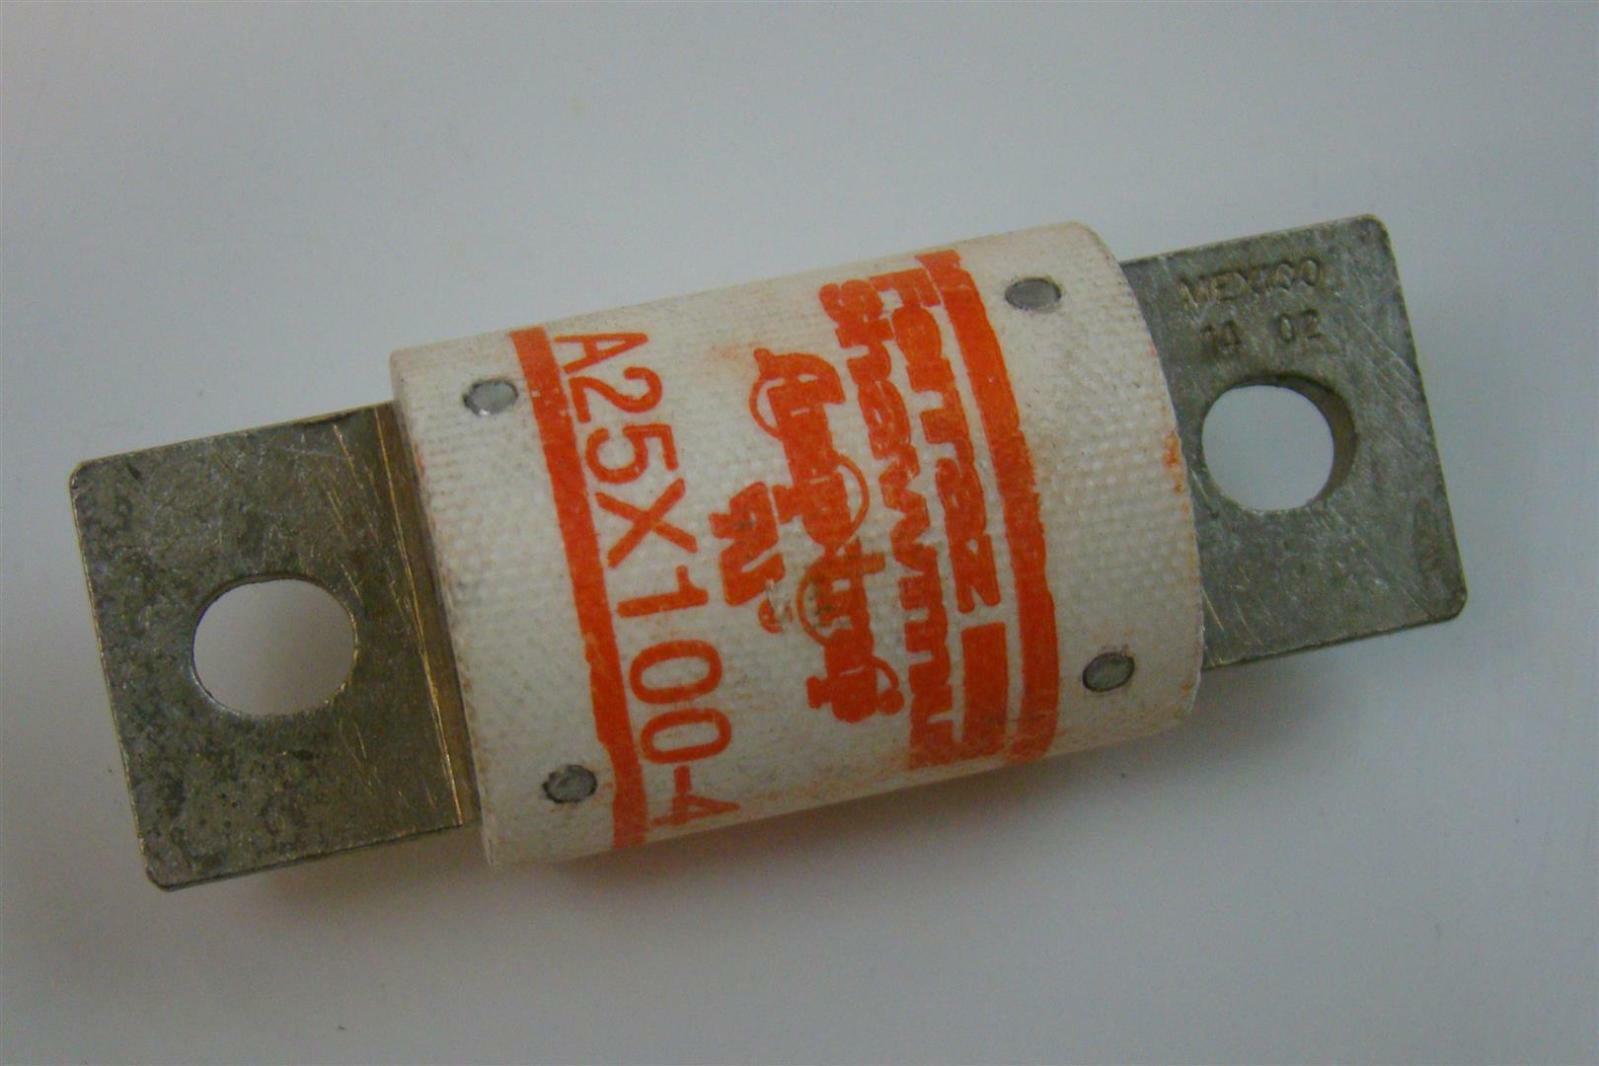 Ferraz
Shawmut
Amp-trap
A25X100-4
MEXICO